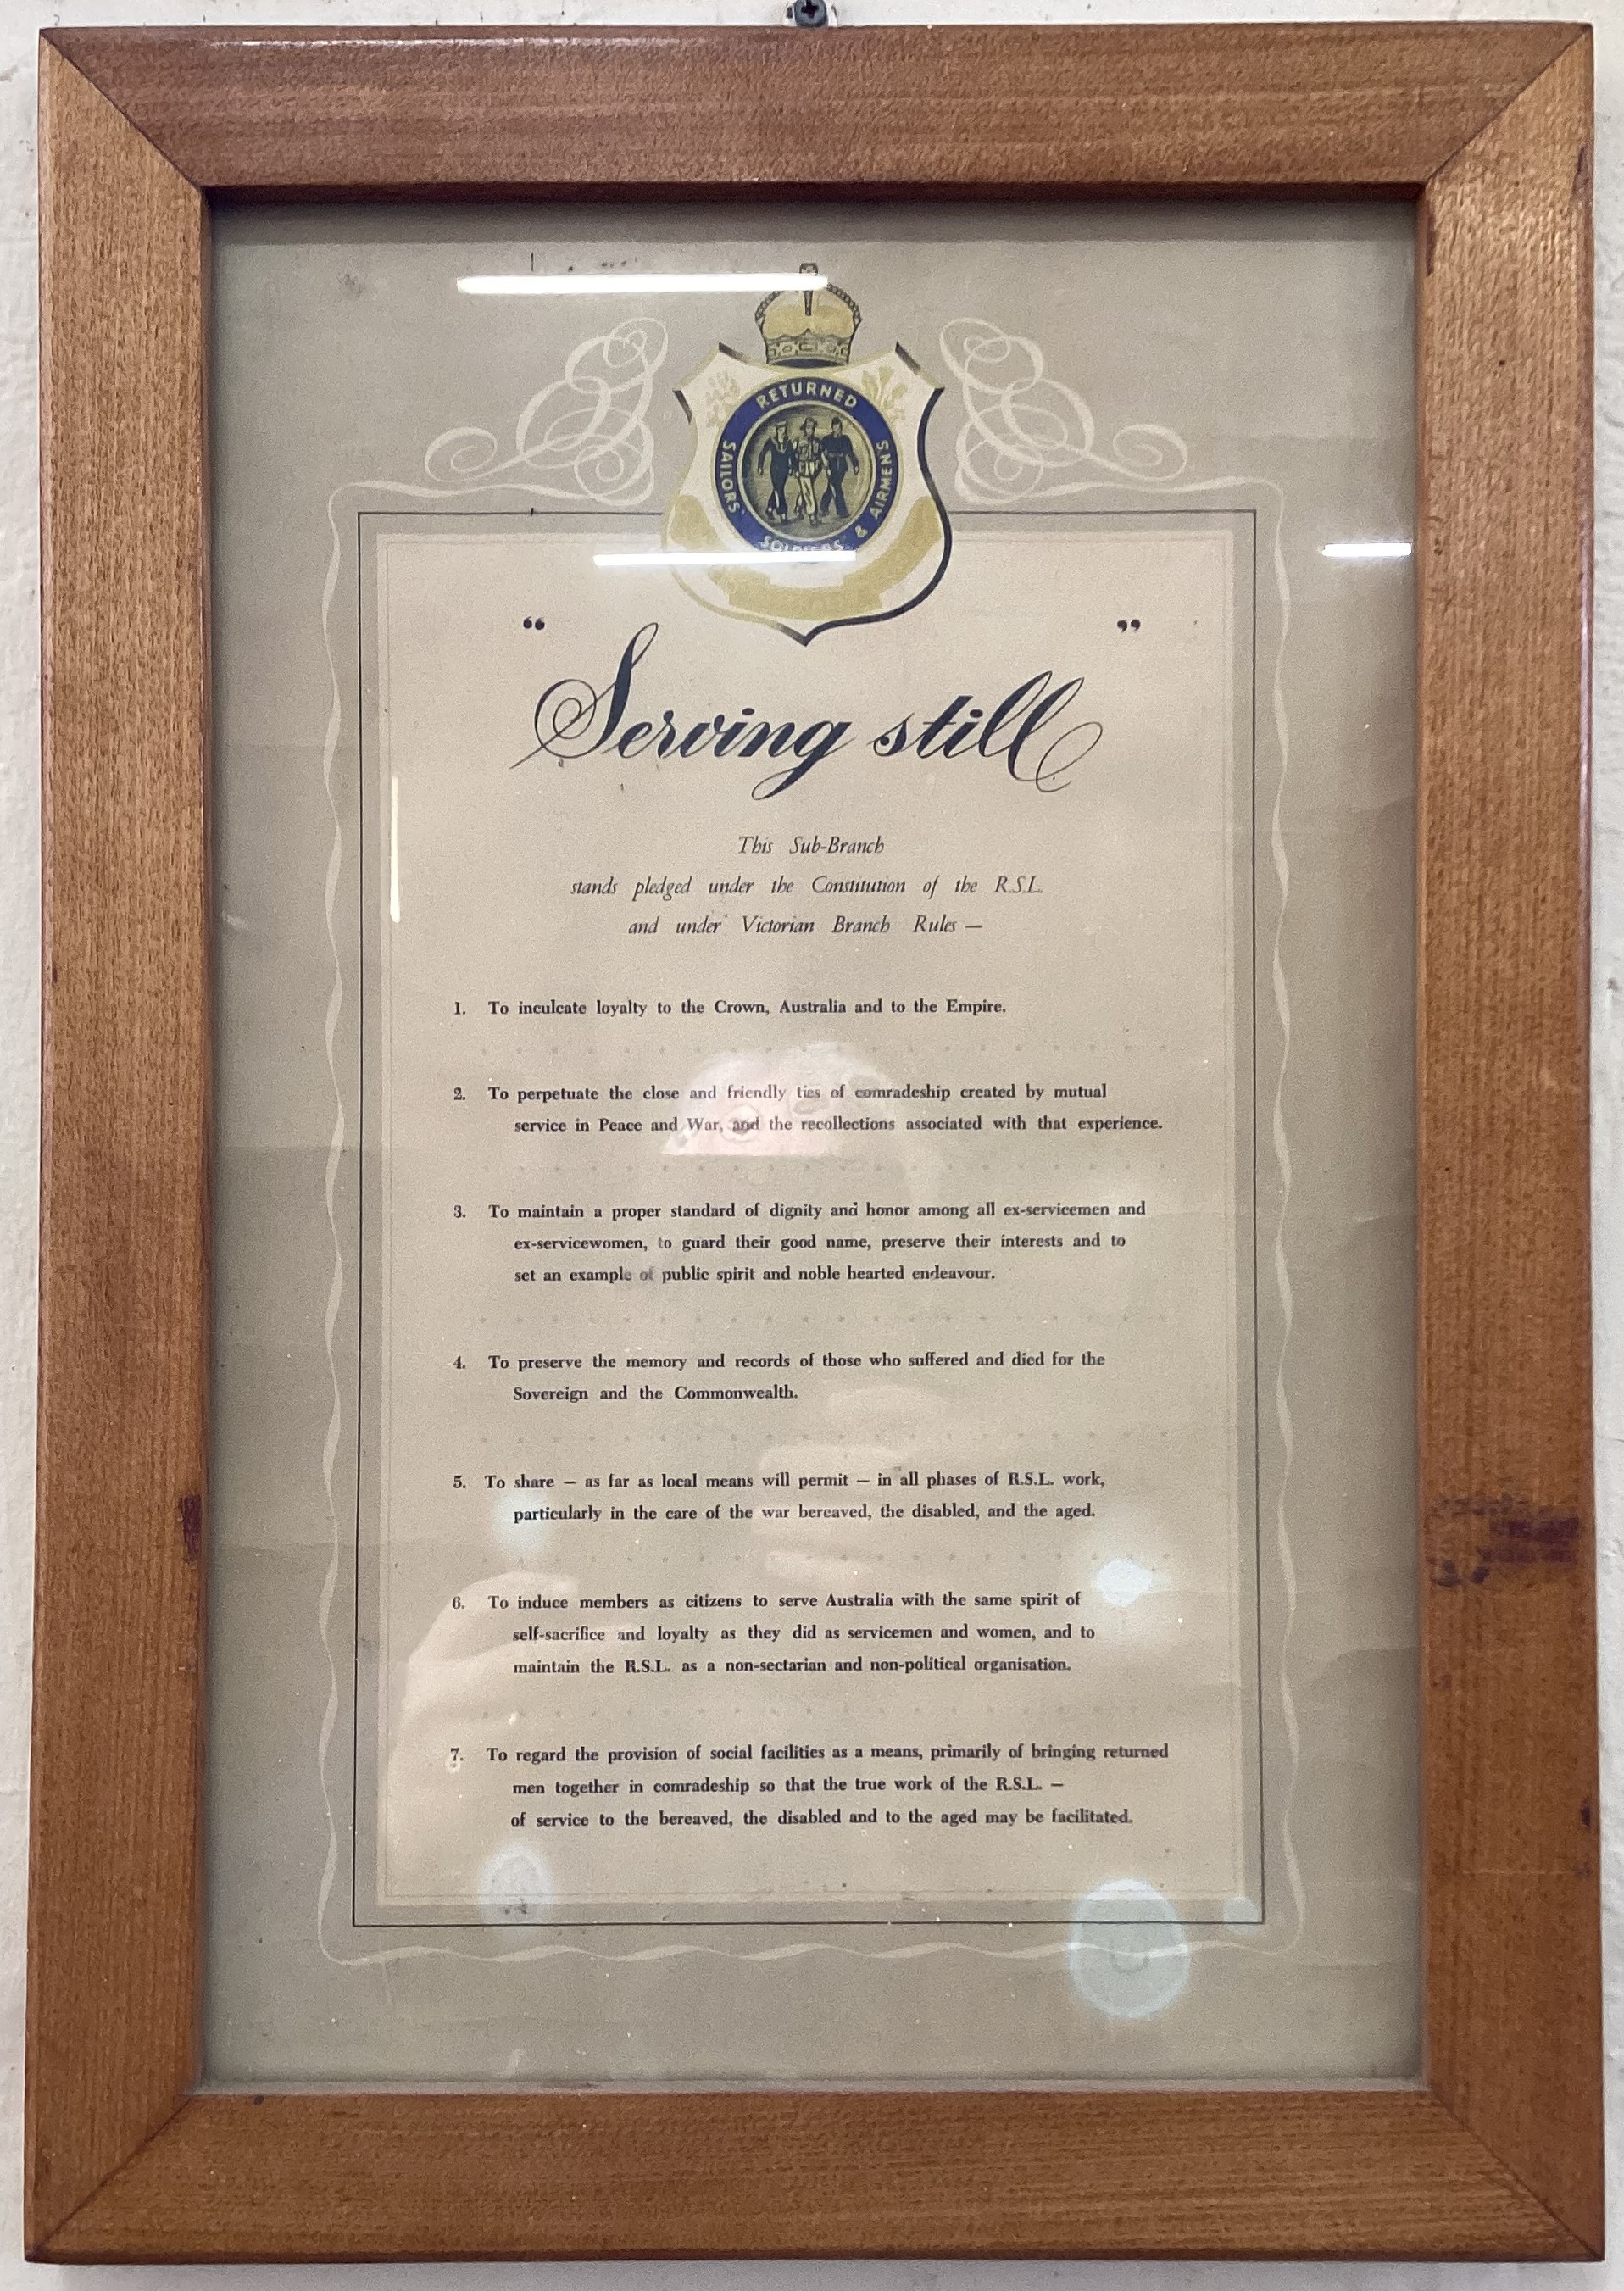 RETURNED
SAILORS'
SOLDIERS'
& AIRMEN'S
“ ”
Serving still
This Sub-Branch
stands pledged under the Constitution of the R.S.L.
and under Victorian Branch Rules —
1. To inculcate loyalty to the Crown, Australia and to the Empire.
2. To perpetuate the close and friendly ties of comradeship created by mutual
service in Peace and War, and the recollections associated with that experience.
3. To maintain a proper standard of dignity and honor among all ex-servicemen and
ex-servicewomen, to guard their good name, preserve their interests and to
set an example of public spirit and noble hearted endeavour.
4. To preserve the memory and records of those who suffered and died for the
Sovereign and the Commonwealth.
5. To share — as far as local means will permit — in all phases of R.S.L. work,
particularly in the care of the war bereaved, the disabled, and the aged.
6. To induce members as citizens to serve Australia with the same spirit of
self-sacrifice and loyalty as they did as servicemen and women, and to
maintain the R.S.L. as a non-sectarian and non-political organisation.
7. To regard the provision of social facilities as a means, primarily of bringing returned
men together in comradeship so that the true work of the R.S.L. —
of service to the bereaved, the disabled and to the aged may be facilitated.